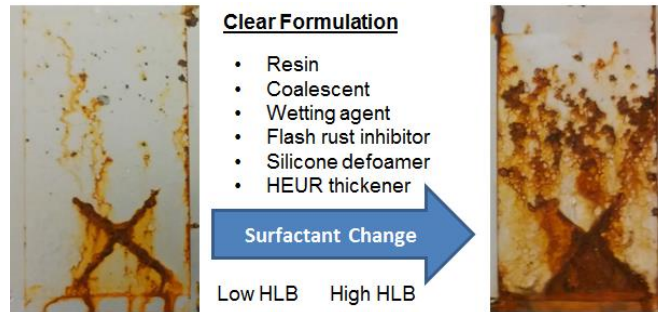 Clear Formulation
• Resin
• Coalescent
• Wetting agent
• Flash rust inhibitor
• Silicone defoamer
• HEUR thickener
Surfactant Change
Low HLB High HLB